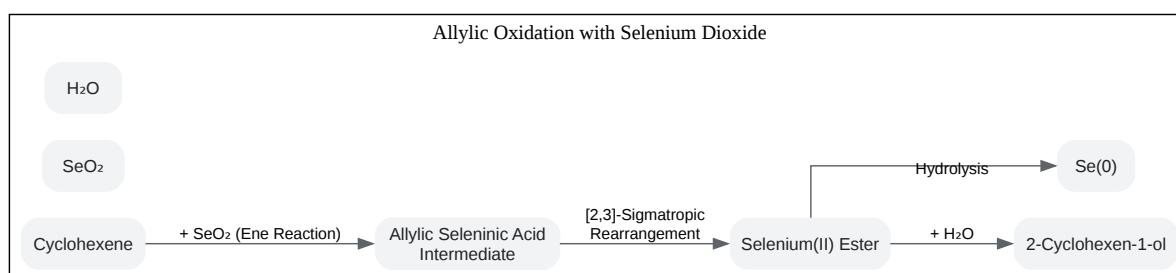 Allylic Oxidation with Selenium Dioxide
H₂O
SeO₂
Hydrolysis
Se(0)
Cyclohexene
+ SeO₂ (Ene Reaction)
Allylic Seleninic Acid
Intermediate
[2,3]-Sigmatropic
Rearrangement
Selenium(II) Ester
+ H₂O
2-Cyclohexen-1-ol